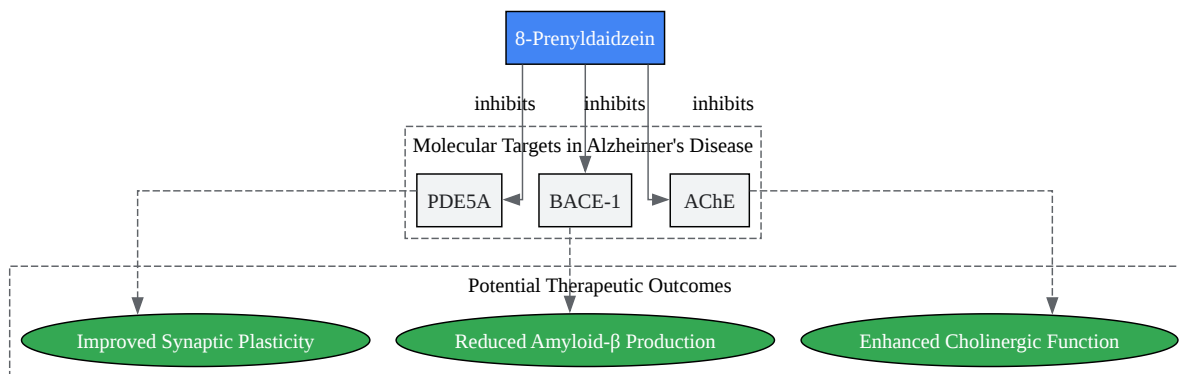 8-Prenyldaidzein
inhibits
inhibits
inhibits
Molecular Targets in Alzheimer's Disease
PDE5A
BACE-1
AChE
Potential Therapeutic Outcomes
Improved Synaptic Plasticity
Reduced Amyloid-β Production
Enhanced Cholinergic Function